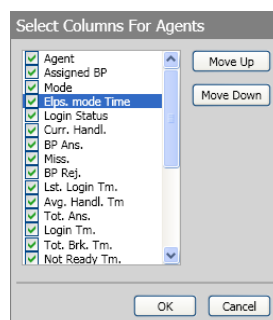 Select Columns For Agents
Agent
Assigned BP
Mode
Elps. mode Time
Login Status
Curr. Handl.
BP Ans.
Miss.
BP Rej.
Lst. Login Tm.
Avg. Handl. Tm
Tot. Ans.
Login Tm.
Tot. Brk. Tm.
Not Ready Tm.
Move Up
Move Down
OK
Cancel